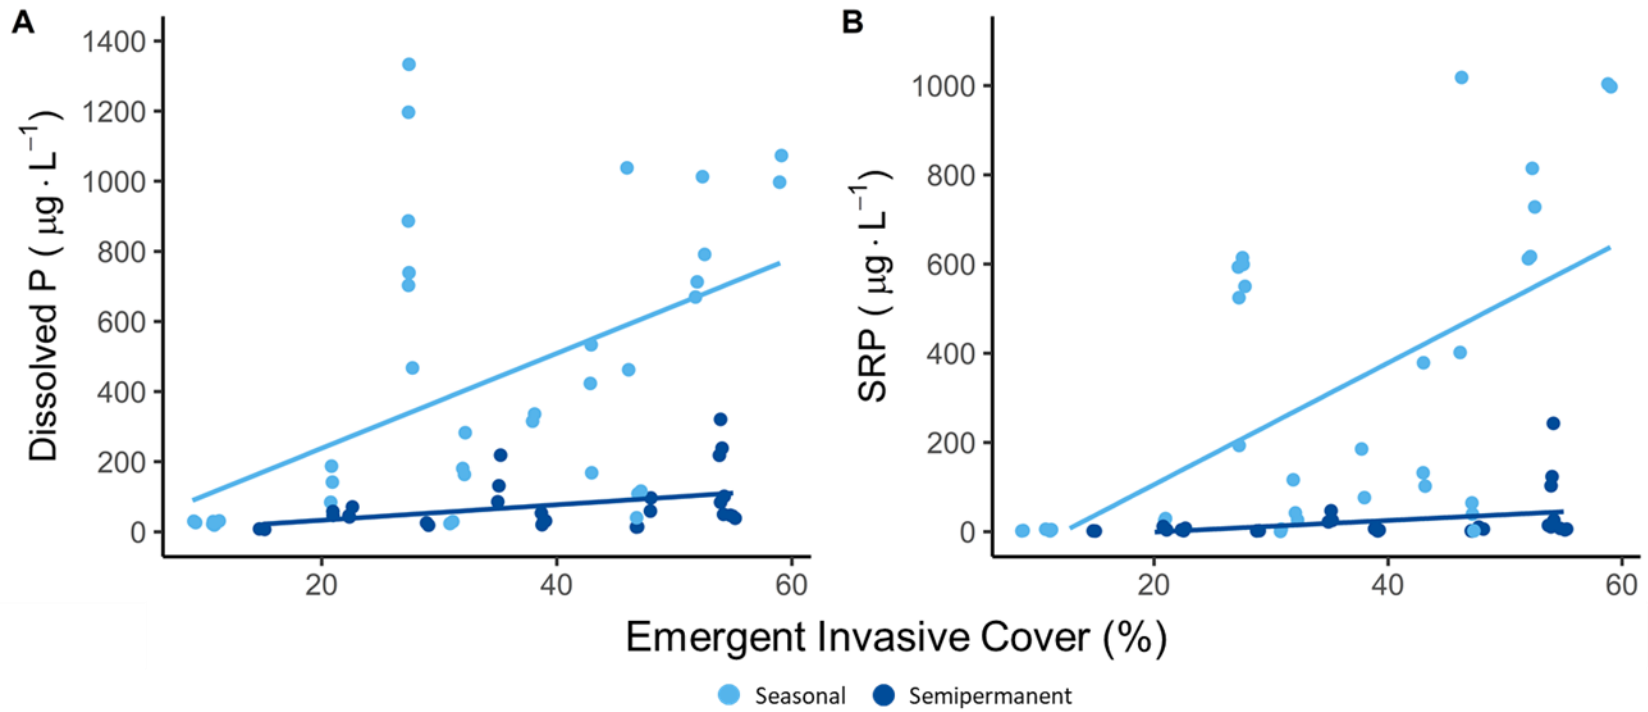 A
Dissolved P ( μg · L⁻¹)
1400
1200
1000
800
600
400
200
0
20 40 60
B
SRP ( μg · L⁻¹)
1000
800
600
400
200
0
20 40 60
Emergent Invasive Cover (%)
Seasonal Semipermanent